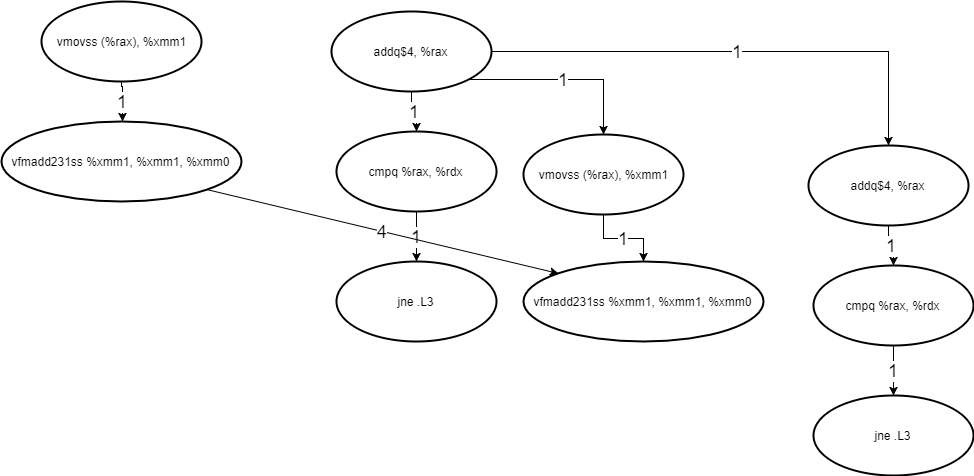 vmovss (%rax), %xmm1
addq$4, %rax
1
1
1
1
vfmadd231ss %xmm1, %xmm1, %xmm0
cmpq %rax, %rdx
vmovss (%rax), %xmm1
addq$4, %rax
4
1
1
1
jne .L3
vfmadd231ss %xmm1, %xmm1, %xmm0
cmpq %rax, %rdx
1
jne .L3